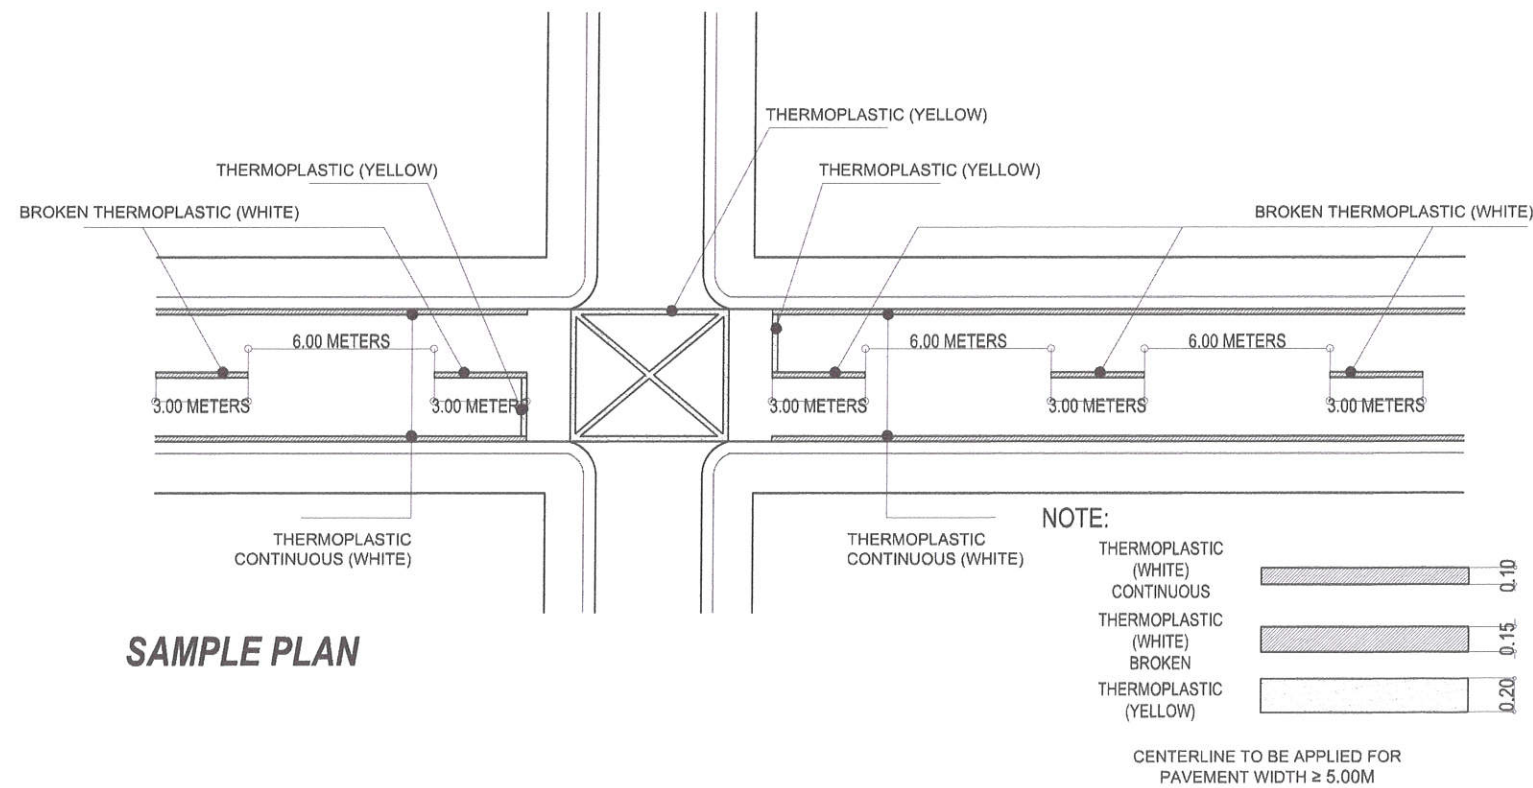 THERMOPLASTIC (YELLOW)
THERMOPLASTIC (YELLOW)
THERMOPLASTIC (YELLOW)
BROKEN THERMOPLASTIC (WHITE)
BROKEN THERMOPLASTIC (WHITE)
6.00 METERS
6.00 METERS
6.00 METERS
3.00 METERS
3.00 METERS
3.00 METERS
3.00 METERS
3.00 METERS
THERMOPLASTIC
CONTINUOUS (WHITE)
THERMOPLASTIC
CONTINUOUS (WHITE)
NOTE:
THERMOPLASTIC
(WHITE)
CONTINUOUS
0.10
THERMOPLASTIC
(WHITE)
BROKEN
0.15
THERMOPLASTIC
(YELLOW)
0.20
SAMPLE PLAN
CENTERLINE TO BE APPLIED FOR
PAVEMENT WIDTH ≥ 5.00M